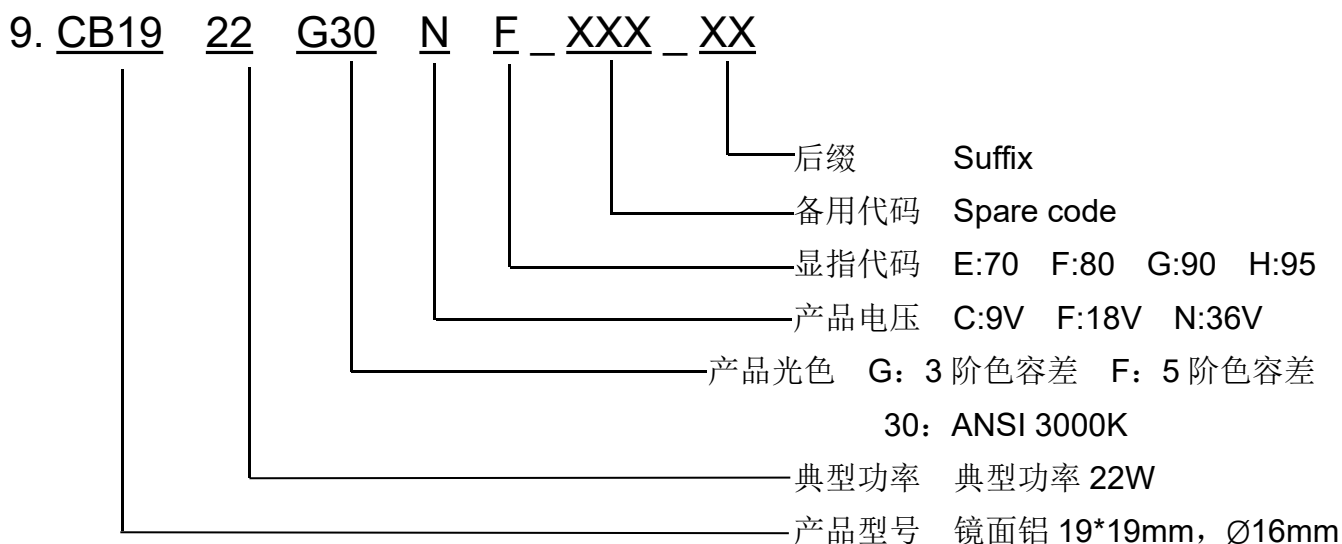 9. CB19 22 G30 N F _ XXX _ XX
后缀 Suffix
备用代码 Spare code
显指代码 E:70 F:80 G:90 H:95
产品电压 C:9V F:18V N:36V
产品光色 G：3阶色容差 F：5阶色容差
30：ANSI 3000K
典型功率 典型功率 22W
产品型号 镜面铝 19*19mm，Ø16mm